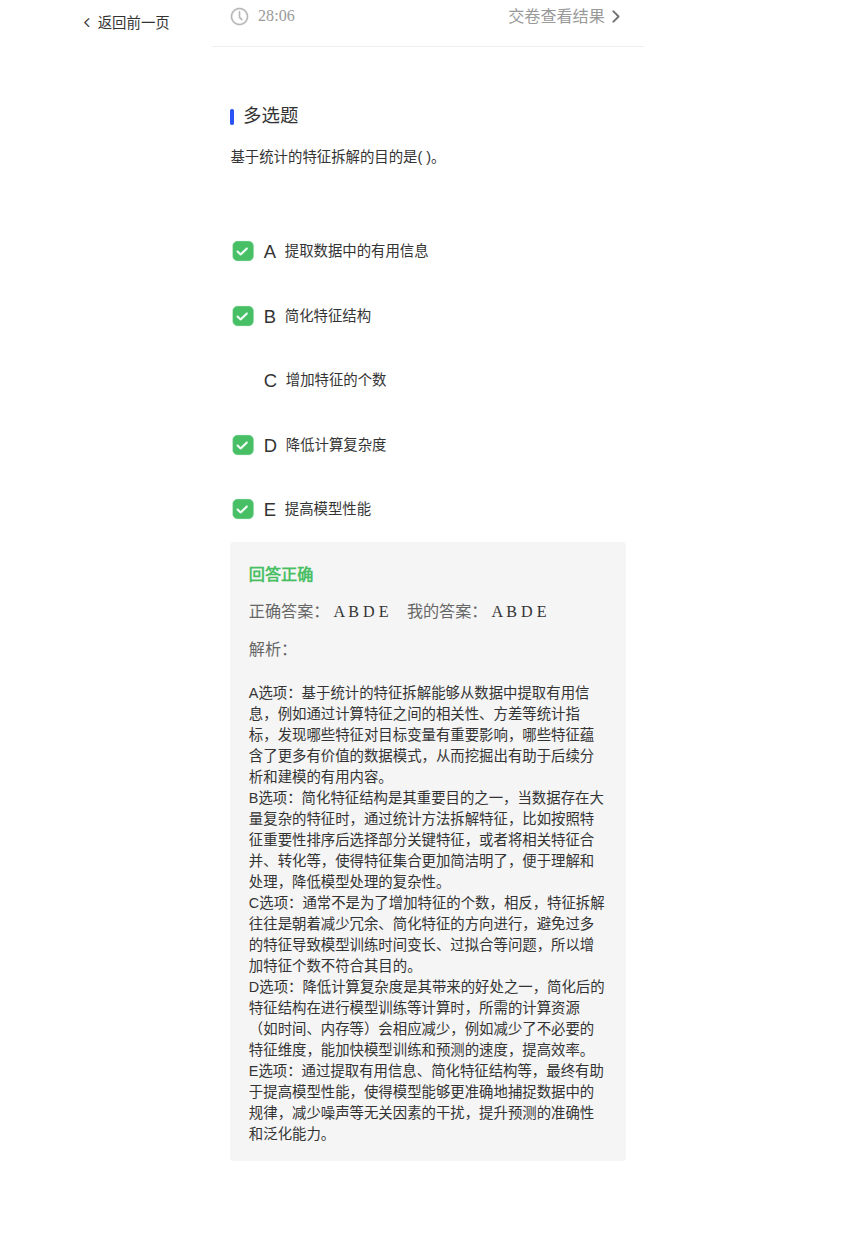 返回前一页
28:06
交卷查看结果
多选题
基于统计的特征拆解的目的是( )。
A 提取数据中的有用信息
B 简化特征结构
C 增加特征的个数
D 降低计算复杂度
E 提高模型性能
回答正确
正确答案： A B D E 我的答案： A B D E
解析：
A选项：基于统计的特征拆解能够从数据中提取有用信
息，例如通过计算特征之间的相关性、方差等统计指
标，发现哪些特征对目标变量有重要影响，哪些特征蕴
含了更多有价值的数据模式，从而挖掘出有助于后续分
析和建模的有用内容。
B选项：简化特征结构是其重要目的之一，当数据存在大
量复杂的特征时，通过统计方法拆解特征，比如按照特
征重要性排序后选择部分关键特征，或者将相关特征合
并、转化等，使得特征集合更加简洁明了，便于理解和
处理，降低模型处理的复杂性。
C选项：通常不是为了增加特征的个数，相反，特征拆解
往往是朝着减少冗余、简化特征的方向进行，避免过多
的特征导致模型训练时间变长、过拟合等问题，所以增
加特征个数不符合其目的。
D选项：降低计算复杂度是其带来的好处之一，简化后的
特征结构在进行模型训练等计算时，所需的计算资源
（如时间、内存等）会相应减少，例如减少了不必要的
特征维度，能加快模型训练和预测的速度，提高效率。
E选项：通过提取有用信息、简化特征结构等，最终有助
于提高模型性能，使得模型能够更准确地捕捉数据中的
规律，减少噪声等无关因素的干扰，提升预测的准确性
和泛化能力。